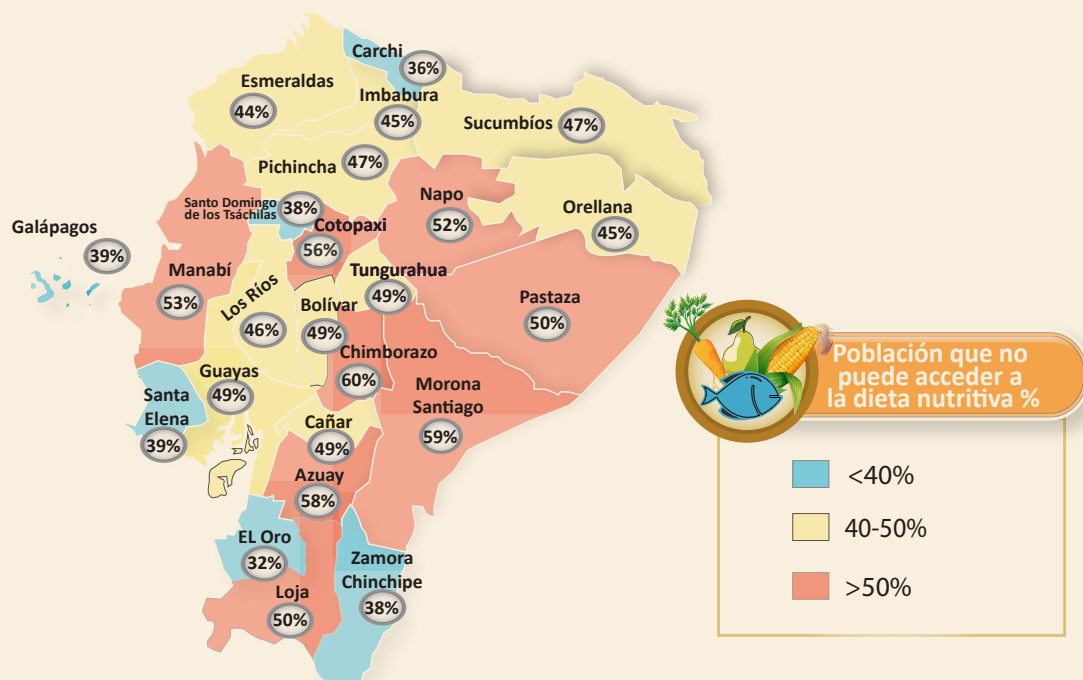 Carchi
36%
Esmeraldas
44%
Imbabura
45%
Sucumbíos
47%
Pichincha
47%
Santo Domingo
de los Tsáchilas
38%
Napo
52%
Orellana
45%
Galápagos
39%
Cotopaxi
56%
Manabí
53%
Los Ríos
46%
Tungurahua
49%
Bolívar
49%
Pastaza
50%
Chimborazo
60%
Guayas
49%
Santa
Elena
39%
Morona
Santiago
59%
Cañar
49%
Azuay
58%
EL Oro
32%
Zamora
Chinchipe
38%
Loja
50%
Población que no
puede acceder a
la dieta nutritiva %
<40%
40-50%
>50%